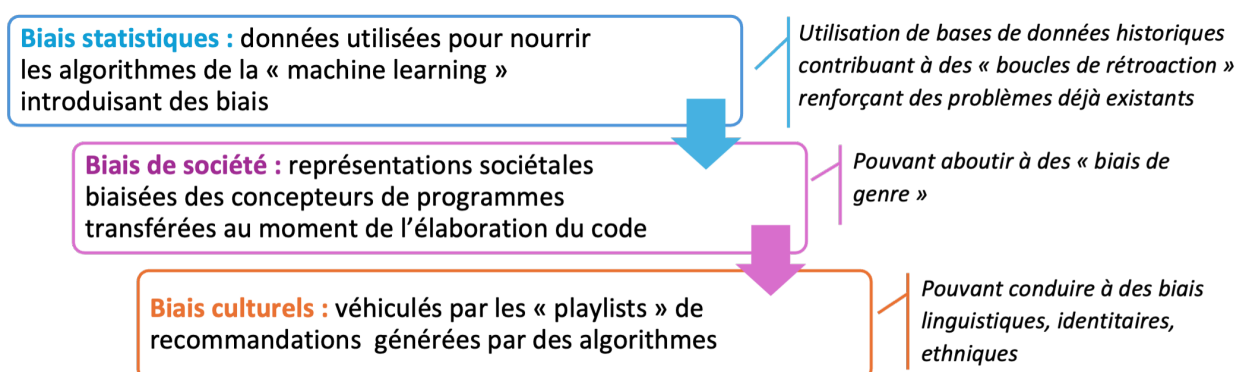 Biais statistiques : données utilisées pour nourrir
les algorithmes de la « machine learning »
introduisant des biais
Utilisation de bases de données historiques
contribuant à des « boucles de rétroaction »
renforçant des problèmes déjà existants
Biais de société : représentations sociétales
biaisées des concepteurs de programmes
transférées au moment de l'élaboration du code
Pouvant aboutir à des « biais de
genre »
Biais culturels : véhiculés par les « playlists » de
recommandations générées par des algorithmes
Pouvant conduire à des biais
linguistiques, identitaires,
ethniques